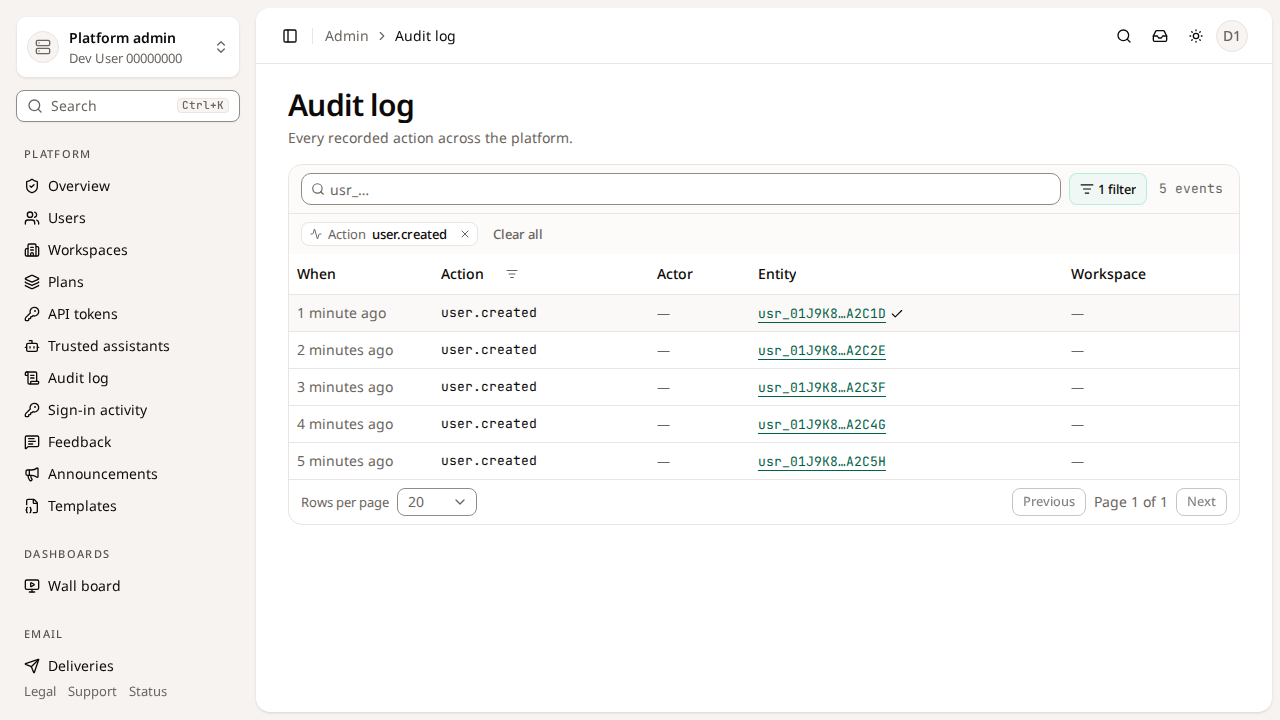 Platform admin
Dev User 00000000
Search Ctrl+K
PLATFORM
Overview
Users
Workspaces
Plans
API tokens
Trusted assistants
Audit log
Sign-in activity
Feedback
Announcements
Templates
DASHBOARDS
Wall board
EMAIL
Deliveries
Legal Support Status
Admin > Audit log D1
Audit log
Every recorded action across the platform.
usr_… 1 filter 5 events
Action user.created Clear all
When Action Actor Entity Workspace
1 minute ago user.created — usr_01J9K8…A2C1D —
2 minutes ago user.created — usr_01J9K8…A2C2E —
3 minutes ago user.created — usr_01J9K8…A2C3F —
4 minutes ago user.created — usr_01J9K8…A2C4G —
5 minutes ago user.created — usr_01J9K8…A2C5H —
Rows per page 20 Previous Page 1 of 1 Next